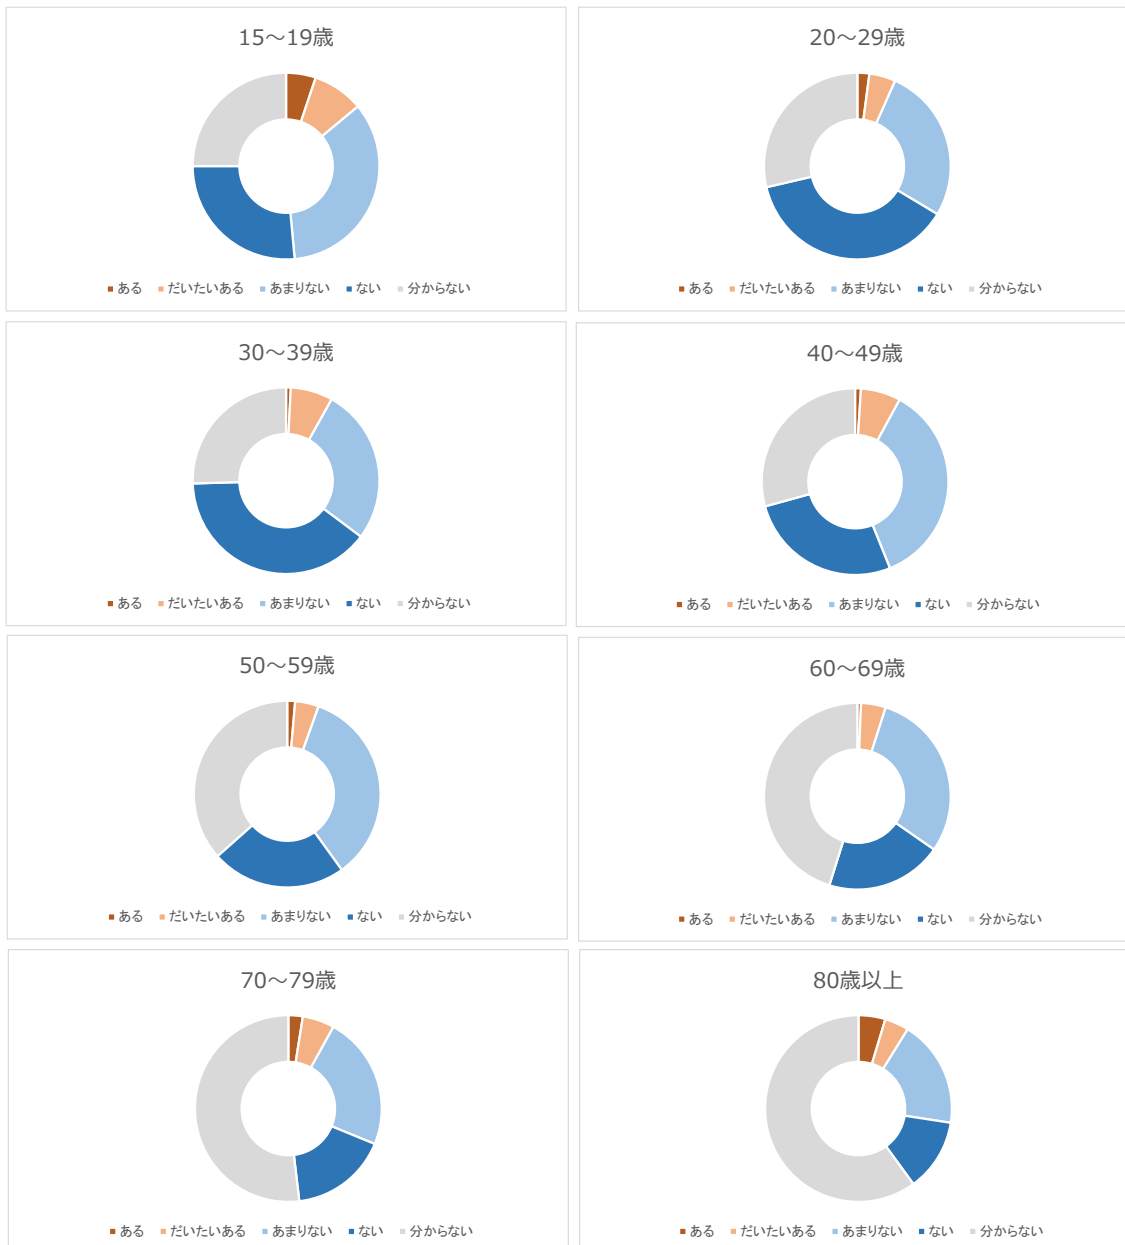 15～19歳
ある だいたいある あまりない ない 分からない
20～29歳
ある だいたいある あまりない ない 分からない
30～39歳
ある だいたいある あまりない ない 分からない
40～49歳
ある だいたいある あまりない ない 分からない
50～59歳
ある だいたいある あまりない ない 分からない
60～69歳
ある だいたいある あまりない ない 分からない
70～79歳
ある だいたいある あまりない ない 分からない
80歳以上
ある だいたいある あまりない ない 分からない